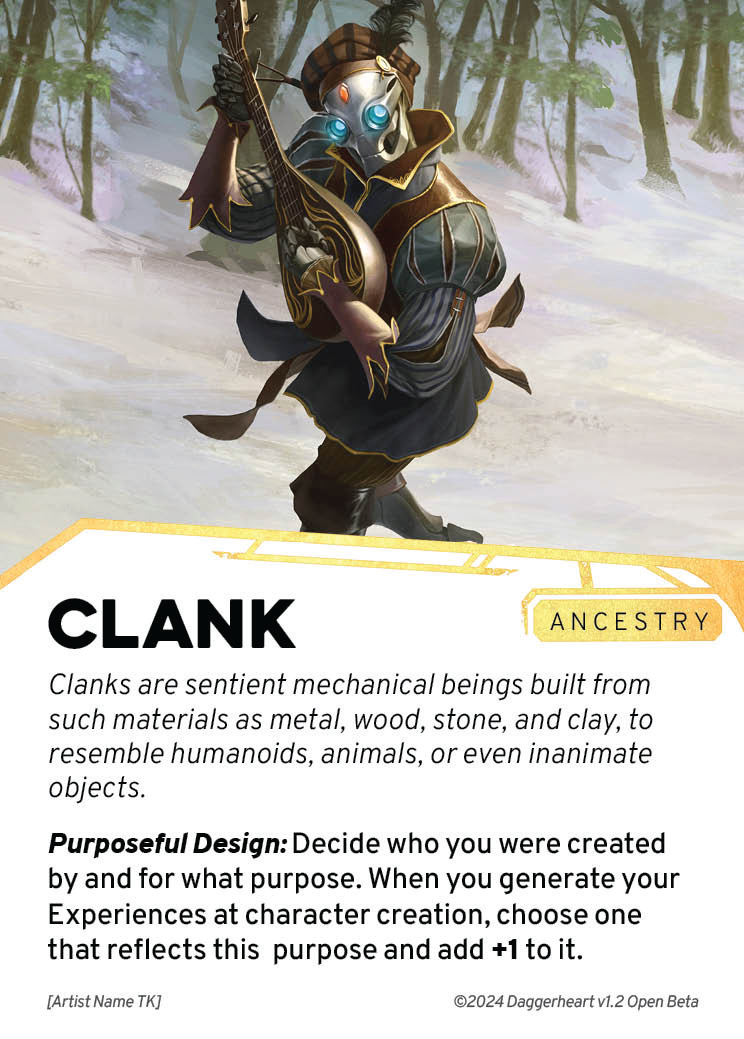 CLANK
ANCESTRY
Clanks are sentient mechanical beings built from
such materials as metal, wood, stone, and clay, to
resemble humanoids, animals, or even inanimate
objects.
Purposeful Design: Decide who you were created
by and for what purpose. When you generate your
Experiences at character creation, choose one
that reflects this  purpose and add +1 to it.
[Artist Name TK]
©2024 Daggerheart v1.2 Open Beta